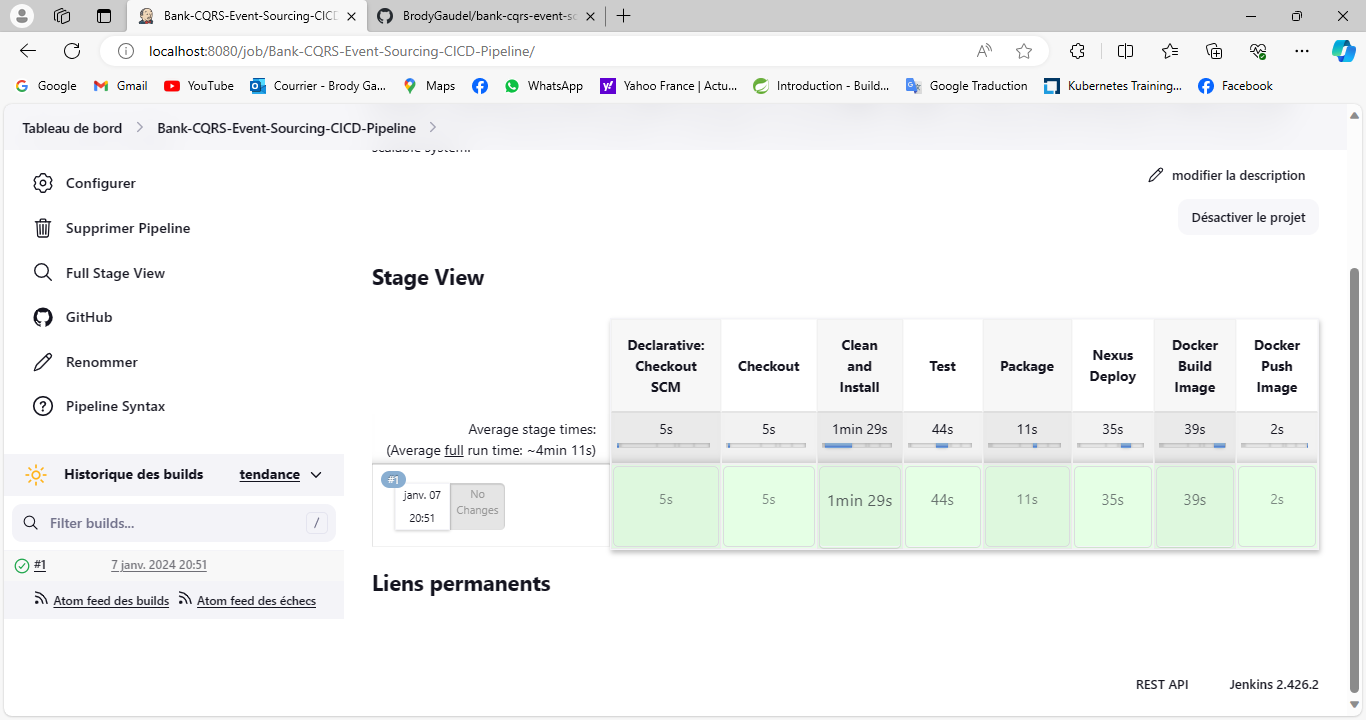 Bank-CQRS-Event-Sourcing-CICD
BrodyGaudel/bank-cqrs-event-sc
localhost:8080/job/Bank-CQRS-Event-Sourcing-CICD-Pipeline/
Google
Gmail
YouTube
Courrier - Brody Ga...
Maps
WhatsApp
Yahoo France | Actu...
Introduction - Build...
Google Traduction
Kubernetes Training...
Facebook
Tableau de bord
Bank-CQRS-Event-Sourcing-CICD-Pipeline
scalable system.
Configurer
modifier la description
Supprimer Pipeline
Désactiver le projet
Full Stage View
GitHub
Renommer
Pipeline Syntax
Historique des builds
tendance
Filter builds...
/
#1
7 janv. 2024 20:51
Atom feed des builds
Atom feed des échecs
Stage View
Declarative:
Checkout
SCM
Checkout
Clean
and
Install
Test
Package
Nexus
Deploy
Docker
Build
Image
Docker
Push
Image
Average stage times:
(Average full run time: ~4min 11s)
5s
5s
1min 29s
44s
11s
35s
39s
2s
#1
janv. 07
20:51
No
Changes
5s
5s
1min 29s
44s
11s
35s
39s
2s
Liens permanents
REST API
Jenkins 2.426.2